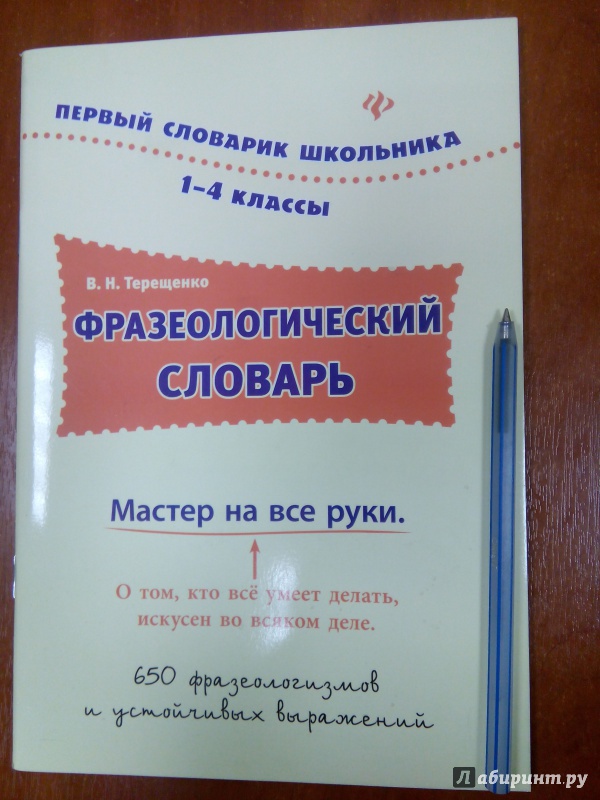 ПЕРВЫЙ СЛОВАРИК ШКОЛЬНИКА
1–4 КЛАССЫ
В. Н. Терещенко
ФРАЗЕОЛОГИЧЕСКИЙ
СЛОВАРЬ
Мастер на все руки.
О том, кто всё умеет делать,
искусен во всяком деле.
650 фразеологизмов
и устойчивых выражений
Лабиринт.ру